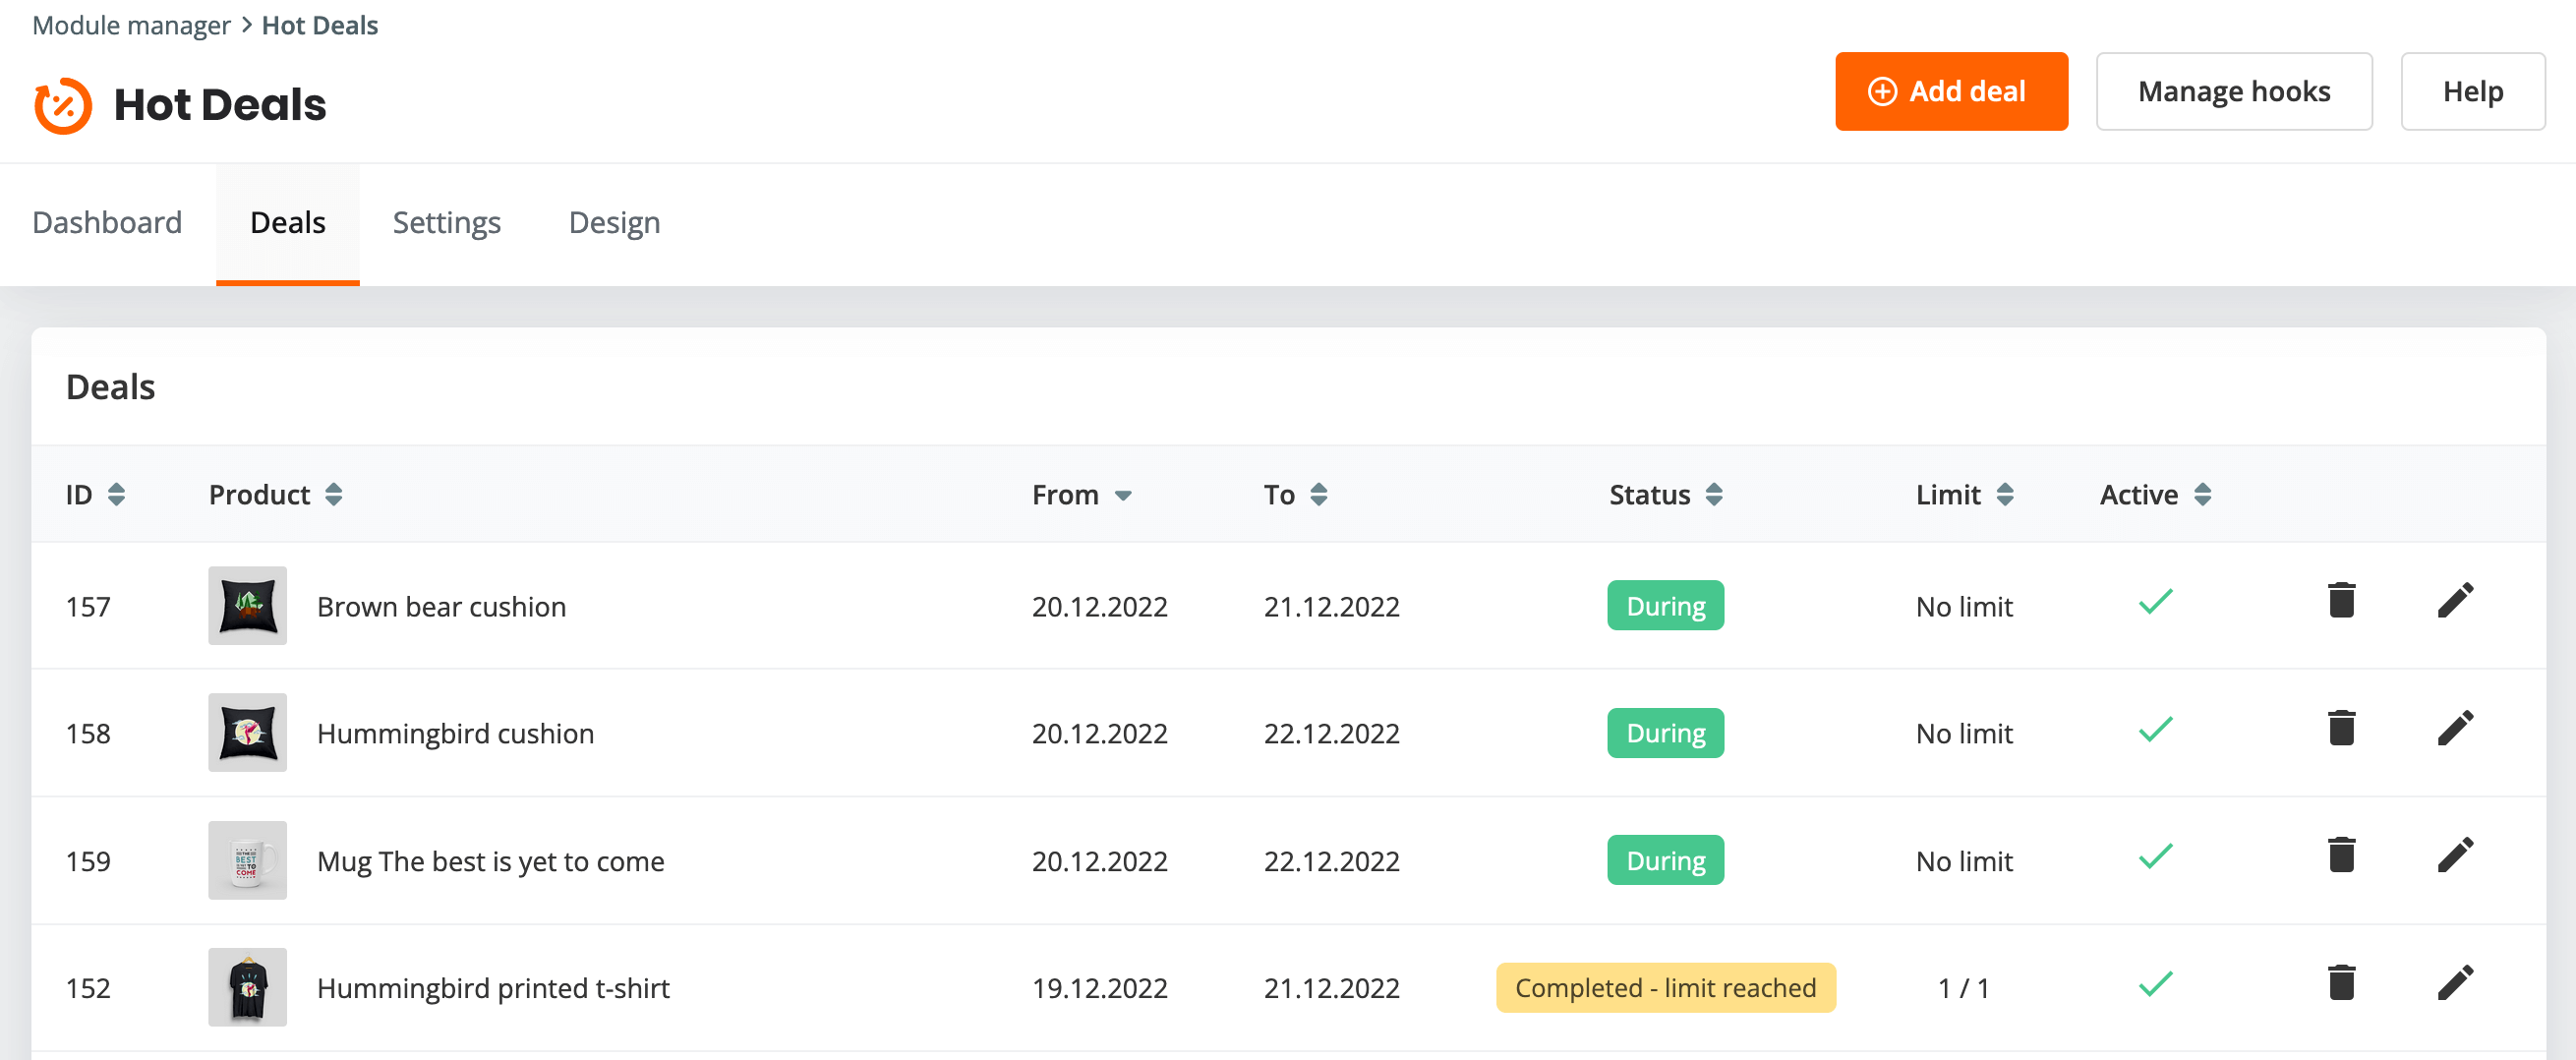 Module manager > Hot Deals
Hot Deals
Add deal
Manage hooks
Help
Dashboard
Deals
Settings
Design
Deals
ID Product From To Status Limit Active
157 Brown bear cushion 20.12.2022 21.12.2022 During No limit
158 Hummingbird cushion 20.12.2022 22.12.2022 During No limit
BEST
TO
COME
159 Mug The best is yet to come 20.12.2022 22.12.2022 During No limit
152 Hummingbird printed t-shirt 19.12.2022 21.12.2022 Completed - limit reached 1 / 1